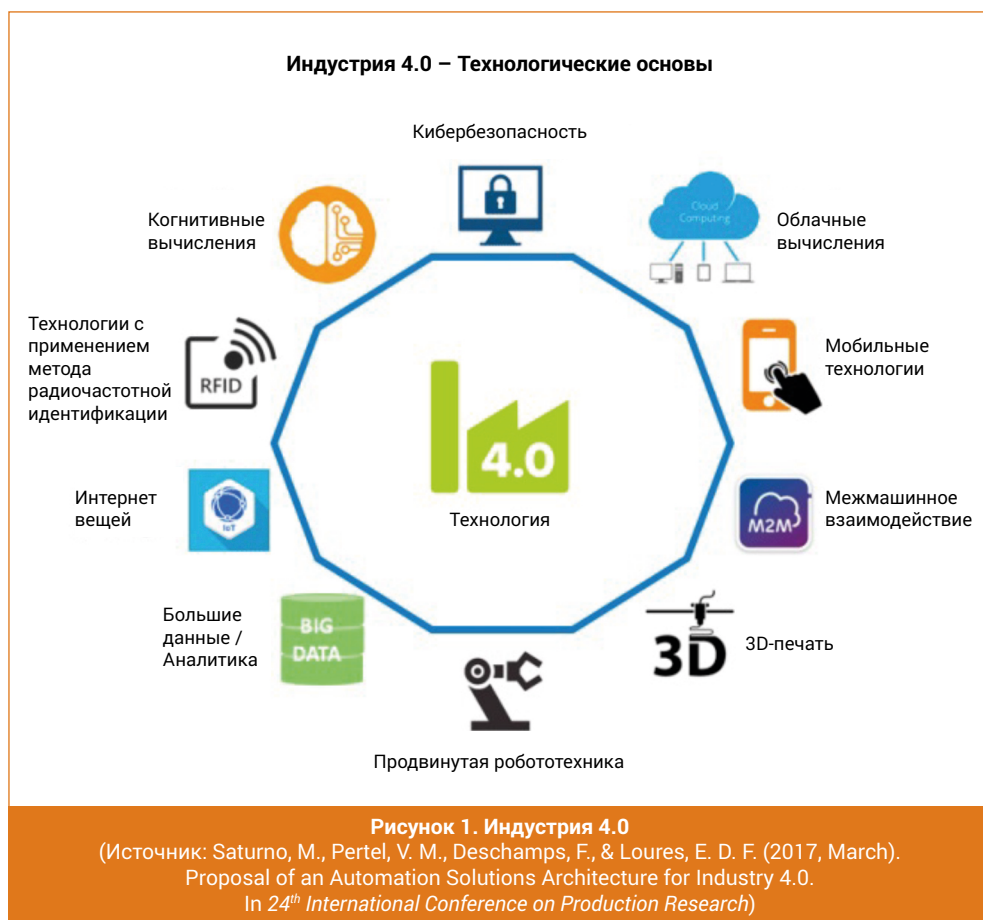 Индустрия 4.0 – Технологические основы
Кибербезопасность
Когнитивные
вычисления
Cloud
Computing
Облачные
вычисления
Технологии с
применением
метода
радиочастотной
идентификации
RFID
Мобильные
технологии
4.0
Технология
Интернет
вещей
IoT
M2M
Межмашинное
взаимодействие
Большие
данные /
Аналитика
BIG
DATA
3D
3D-печать
Продвинутая робототехника
Рисунок 1. Индустрия 4.0
(Источник: Saturno, M., Pertel, V. M., Deschamps, F., & Loures, E. D. F. (2017, March).
Proposal of an Automation Solutions Architecture for Industry 4.0.
In 24th International Conference on Production Research)